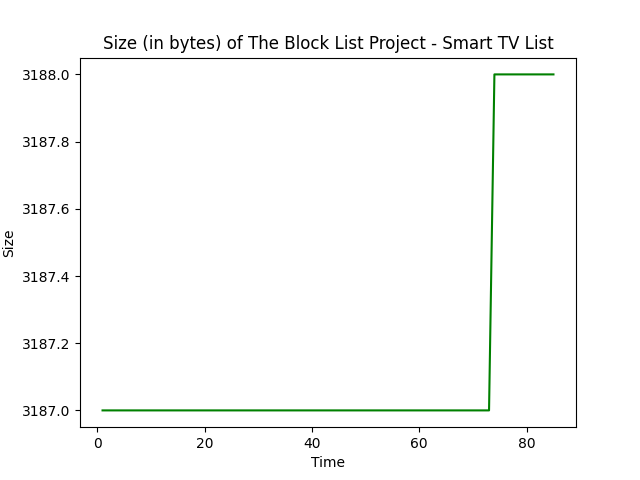 Size (in bytes) of The Block List Project - Smart TV List
3188.0
3187.8
3187.6
3187.4
3187.2
3187.0
Size
0 20 40 60 80
Time